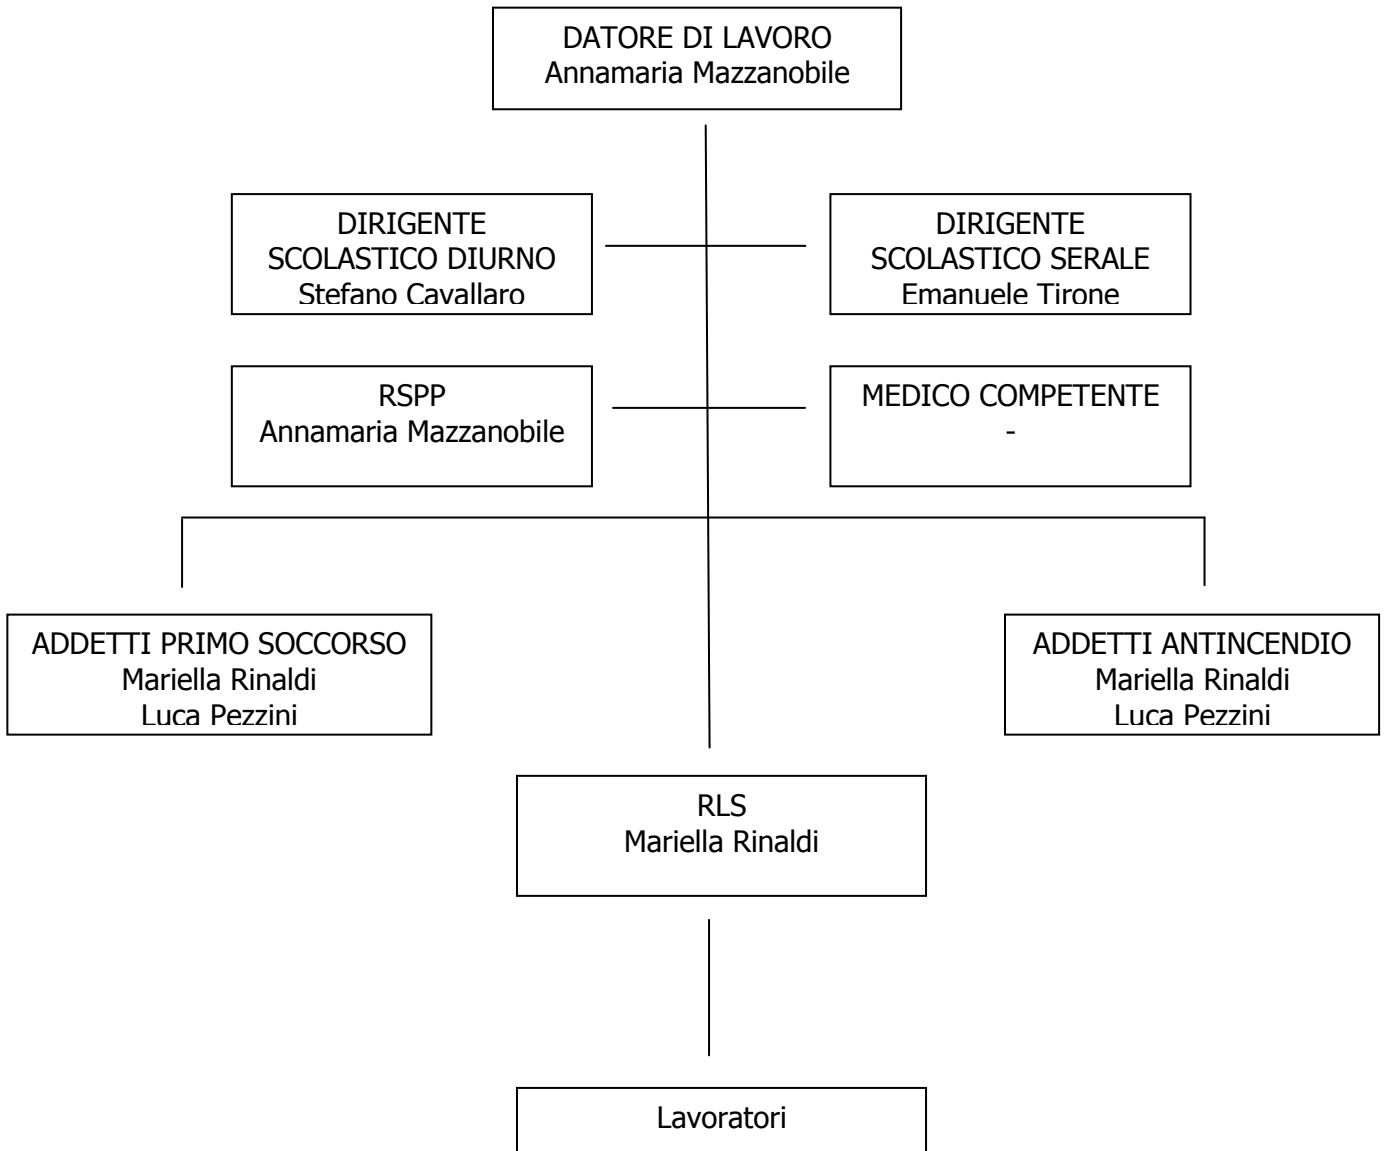 DATORE DI LAVORO
Annamaria Mazzanobile
DIRIGENTE
SCOLASTICO DIURNO
Stefano Cavallaro
DIRIGENTE
SCOLASTICO SERALE
Emanuele Tirone
RSPP
Annamaria Mazzanobile
MEDICO COMPETENTE
-
ADDETTI PRIMO SOCCORSO
Mariella Rinaldi
Luca Pezzini
ADDETTI ANTINCENDIO
Mariella Rinaldi
Luca Pezzini
RLS
Mariella Rinaldi
Lavoratori